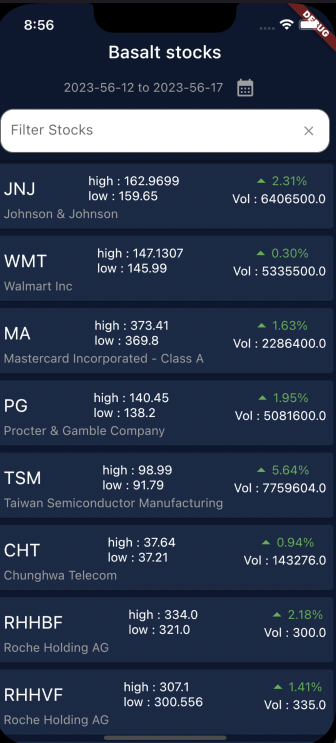 8:56
DEBUG
Basalt stocks
2023-56-12 to 2023-56-17
Filter Stocks
JNJ
high : 162.9699
low : 159.65
2.31%
Vol : 6406500.0
Johnson & Johnson
WMT
high : 147.1307
low : 145.99
0.30%
Vol : 5335500.0
Walmart Inc
MA
high : 373.41
low : 369.8
1.63%
Vol : 2286400.0
Mastercard Incorporated - Class A
PG
high : 140.45
low : 138.2
1.95%
Vol : 5081600.0
Procter & Gamble Company
TSM
high : 98.99
low : 91.79
5.64%
Vol : 7759604.0
Taiwan Semiconductor Manufacturing
CHT
high : 37.64
low : 37.21
0.94%
Vol : 143276.0
Chunghwa Telecom
RHHBF
high : 334.0
low : 321.0
2.18%
Vol : 300.0
Roche Holding AG
RHHVF
high : 307.1
low : 300.556
1.41%
Vol : 335.0
Roche Holding AG